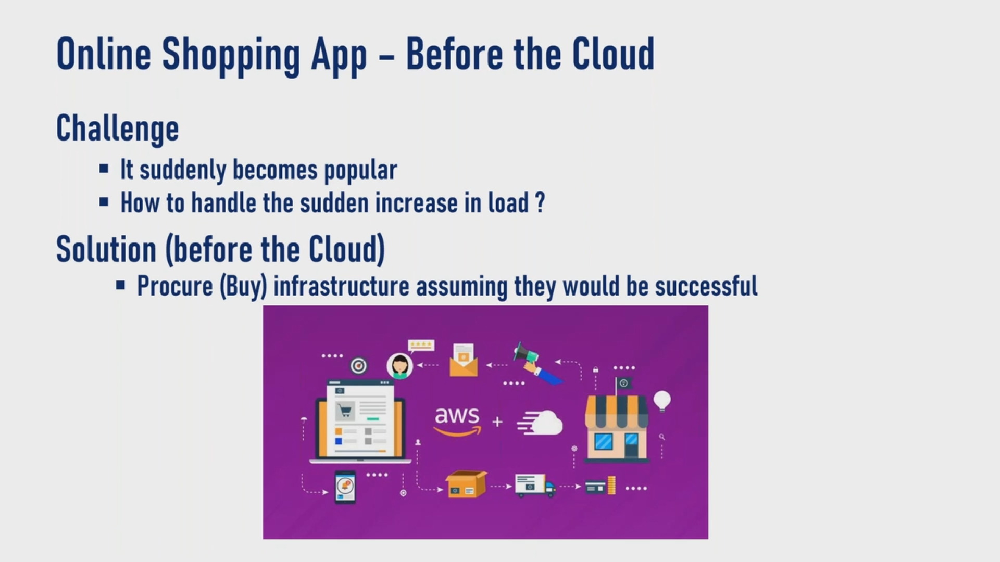 Online Shopping App – Before the Cloud
Challenge
▪ It suddenly becomes popular
▪ How to handle the sudden increase in load ?
Solution (before the Cloud)
▪ Procure (Buy) infrastructure assuming they would be successful
aws +